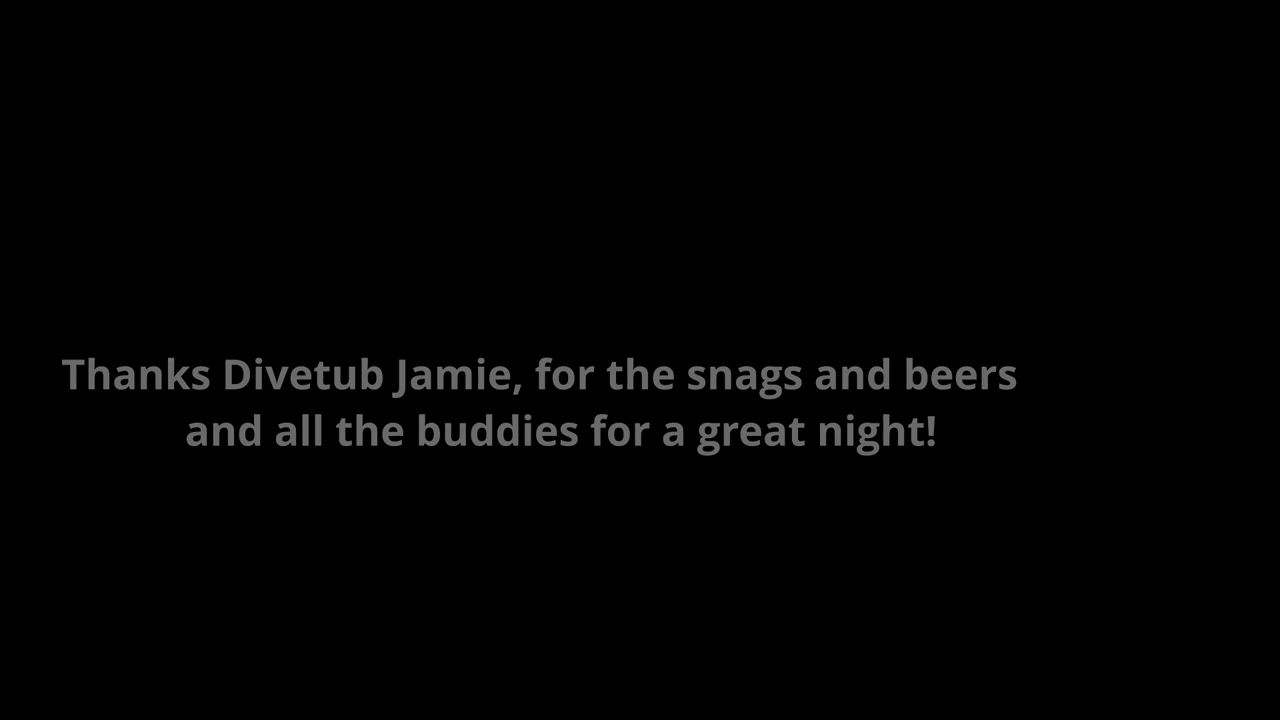 Thanks Divetub Jamie, for the snags and beers
and all the buddies for a great night!